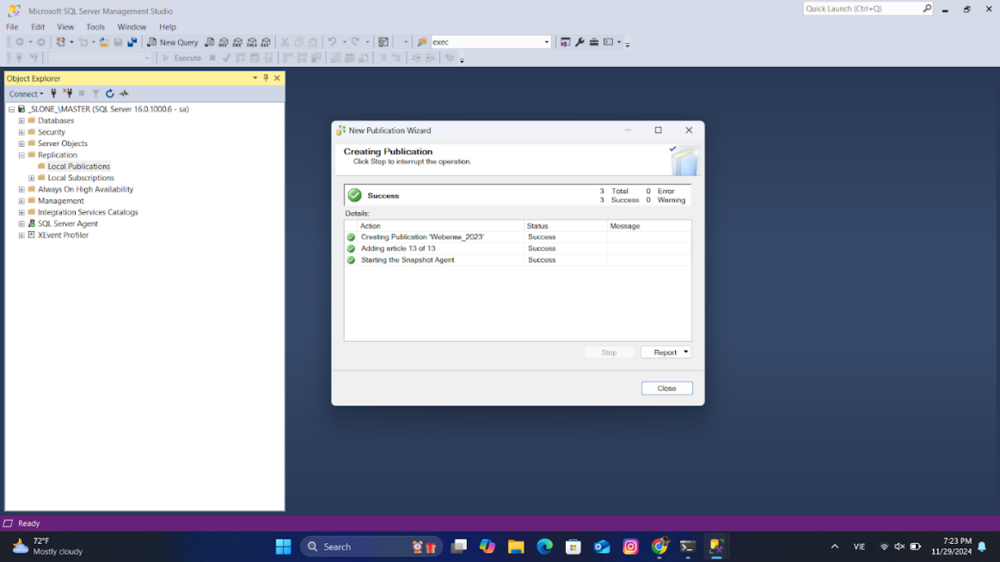 Microsoft SQL Server Management Studio
Quick Launch (Ctrl+Q)
File Edit View Tools Window Help
New Query
exec
Execute
Object Explorer
Connect
_SLONE_\MASTER (SQL Server 16.0.1000.6 - sa)
Databases
Security
Server Objects
Replication
Local Publications
Local Subscriptions
Always On High Availability
Management
Integration Services Catalogs
SQL Server Agent
XEvent Profiler
New Publication Wizard
Creating Publication
Click Stop to interrupt the operation.
Success
3 Total 0 Error
3 Success 0 Warning
Details:
Action Status Message
Creating Publication 'Weberaw_2023' Success
Adding article 13 of 13 Success
Starting the Snapshot Agent Success
Stop Report
Close
Ready
72°F
Mostly cloudy
Search
VIE
7:23 PM
11/29/2024